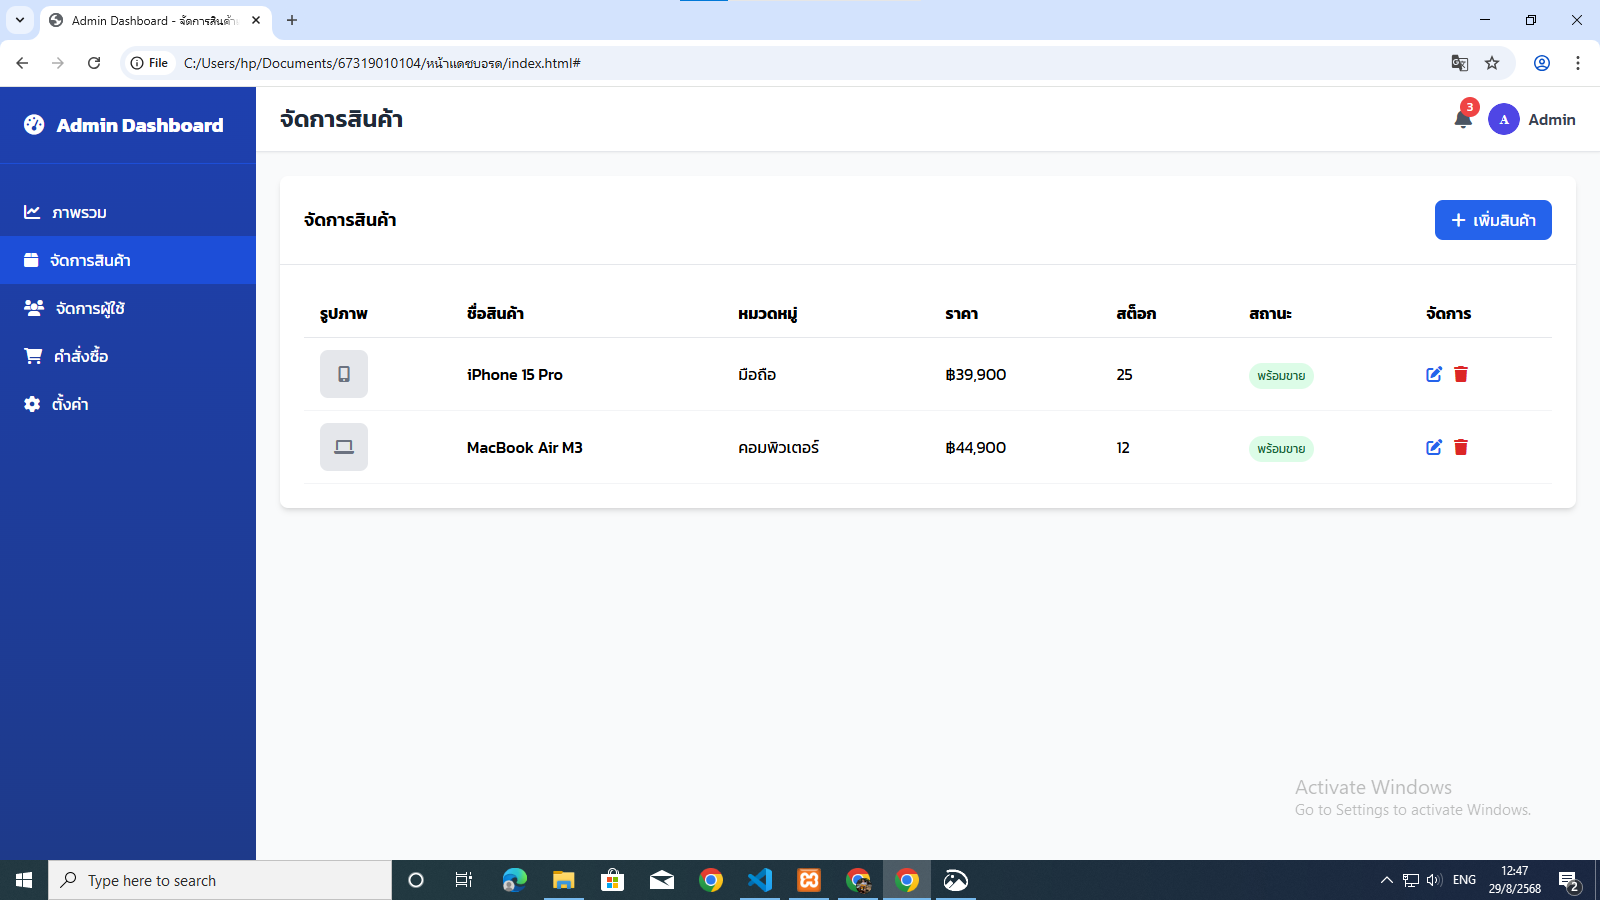 Admin Dashboard - จัดการสินค้า
File
C:/Users/hp/Documents/67319010104/หน้าแดชบอรด/index.html#
Admin Dashboard
จัดการสินค้า
3
A
Admin
ภาพรวม
จัดการสินค้า
จัดการผู้ใช้
คำสั่งซื้อ
ตั้งค่า
จัดการสินค้า
เพิ่มสินค้า
รูปภาพ ชื่อสินค้า หมวดหมู่ ราคา สต็อก สถานะ จัดการ
iPhone 15 Pro มือถือ ฿39,900 25 พร้อมขาย
MacBook Air M3 คอมพิวเตอร์ ฿44,900 12 พร้อมขาย
Activate Windows
Go to Settings to activate Windows.
Type here to search
ENG
12:47
29/8/2568
2